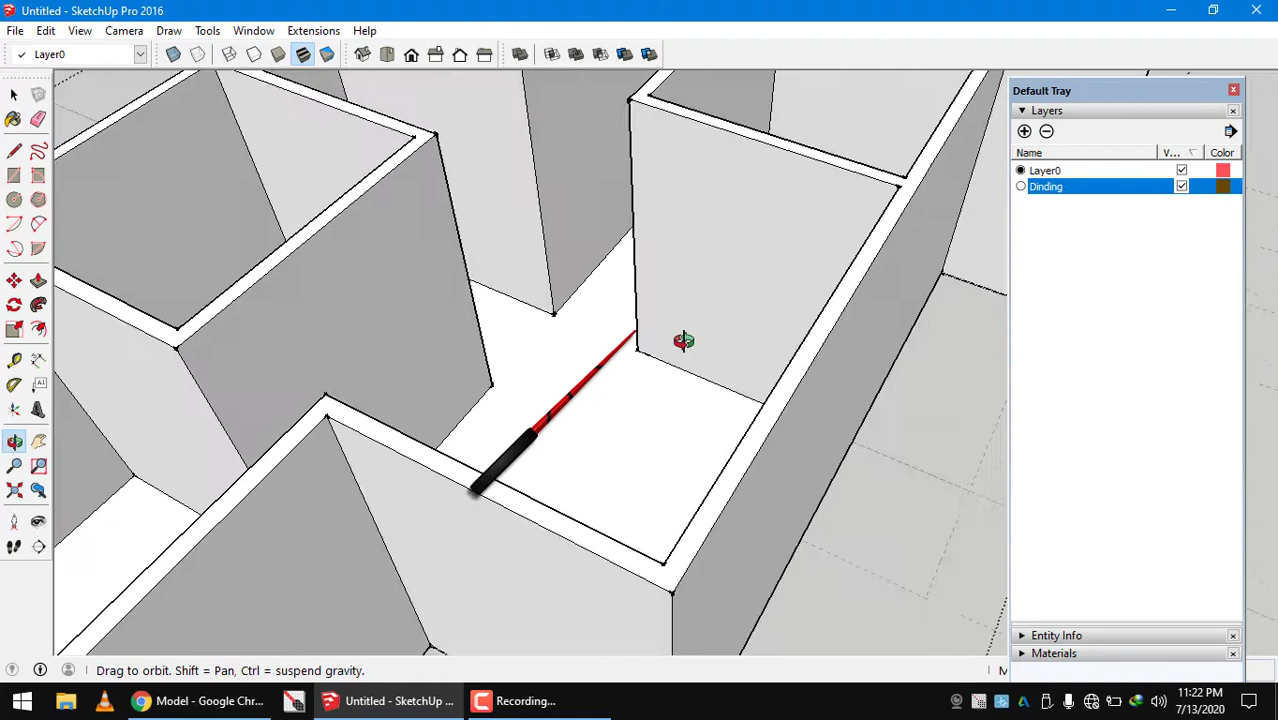 Untitled - SketchUp Pro 2016
File Edit View Camera Draw Tools Window Extensions Help
Layer0
Default Tray
Layers
Name V... Color
Layer0
Dinding
Entity Info
Materials
Drag to orbit. Shift = Pan, Ctrl = suspend gravity.
M
Model - Google Chr...
Untitled - SketchUp ...
Recording...
11:22 PM
7/13/2020